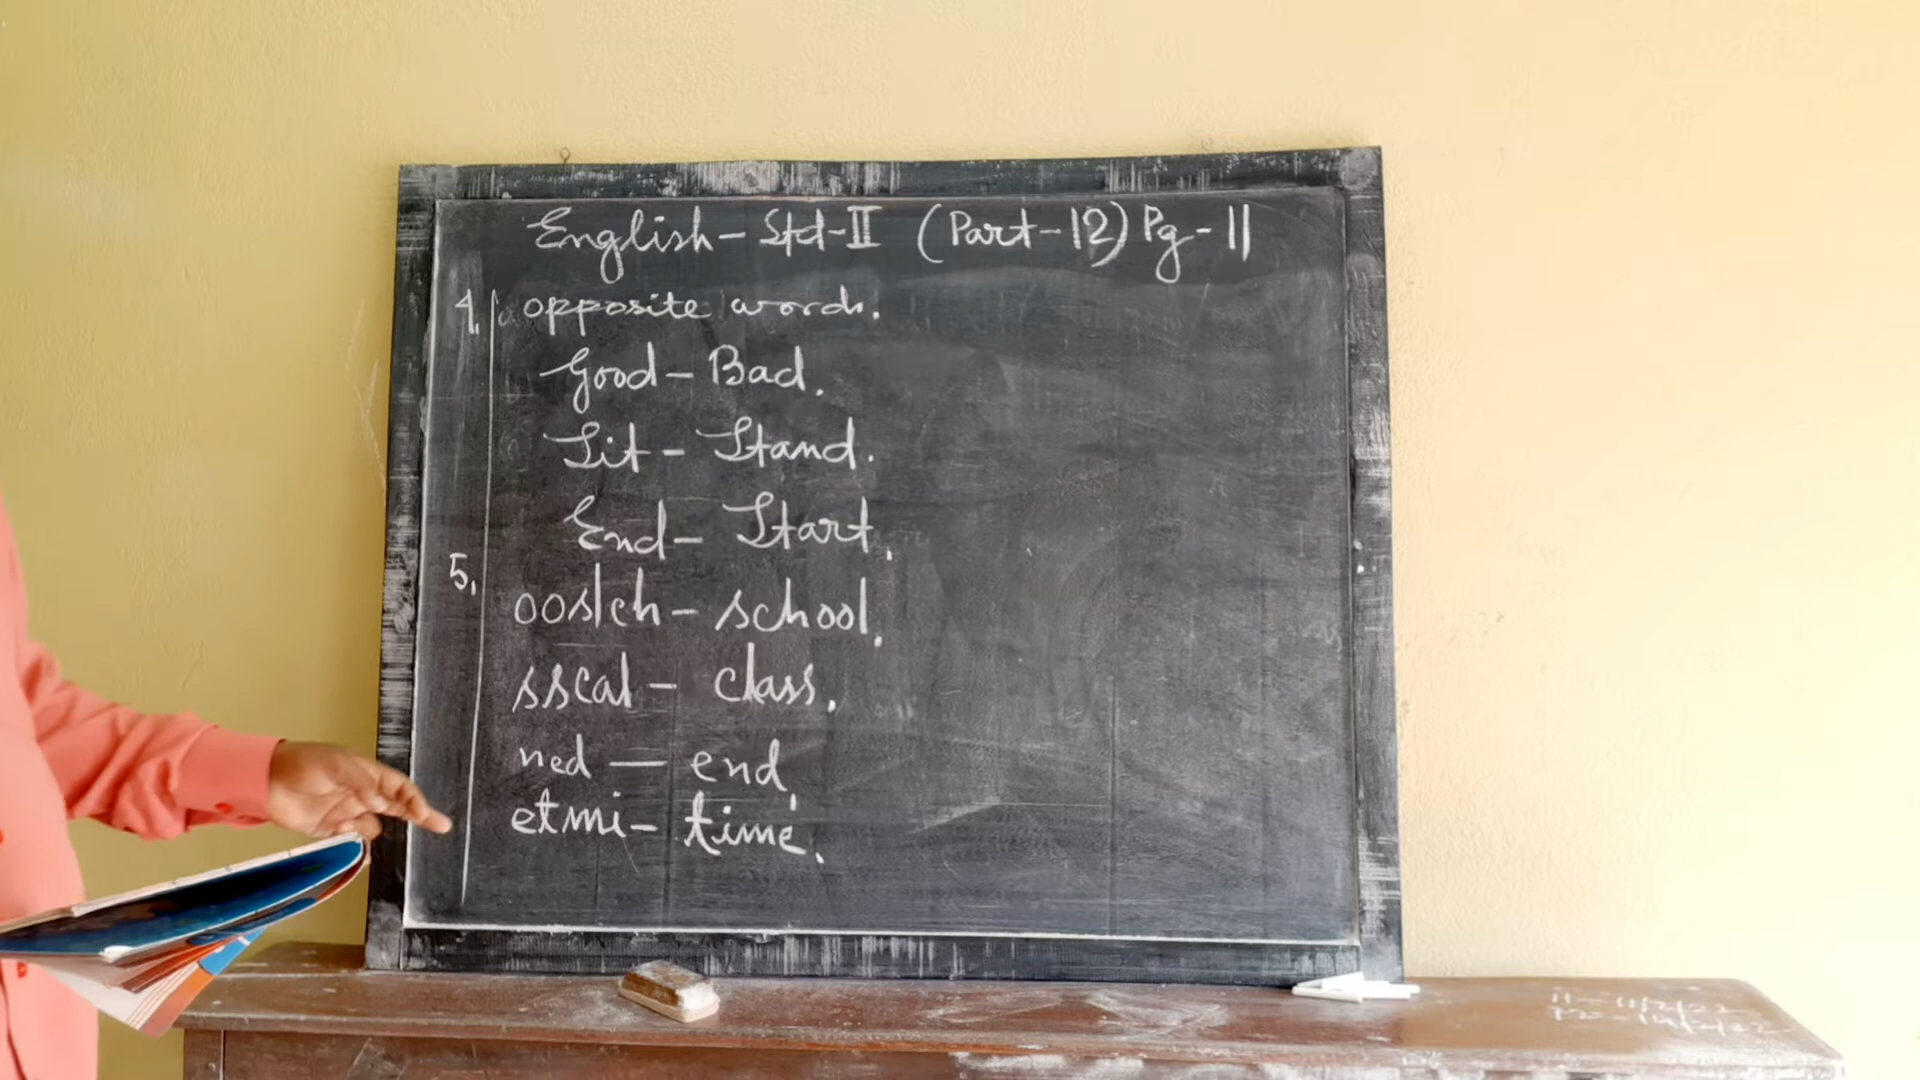 English - Std - II (Part - 12) Pg - 11
4. opposite words.
Good - Bad.
Sit - Stand.
End - Start.
5.
ooslch - school.
sscal - class.
ned - end.
etmi - time.